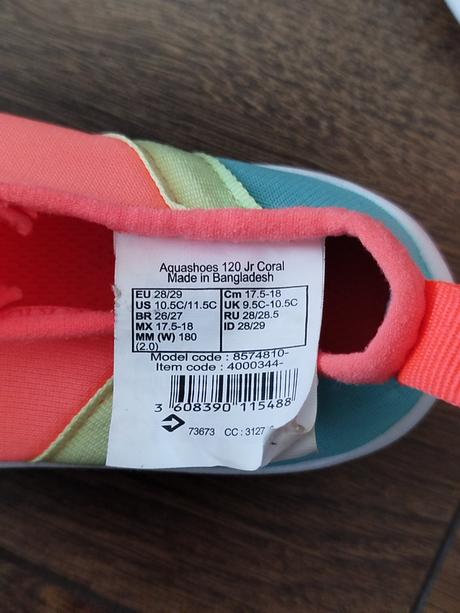 Aquashoes 120 Jr Coral
Made in Bangladesh
EU 28/29 Cm 17.5-18
US 10.5C/11.5C UK 9.5C-10.5C
BR 26/27 RU 28/28.5
MX 17.5-18 ID 28/29
MM (W) 180
(2.0)
Model code : 8574810-
Item code : 4000344-
3 608390 115488
73673 CC : 3127